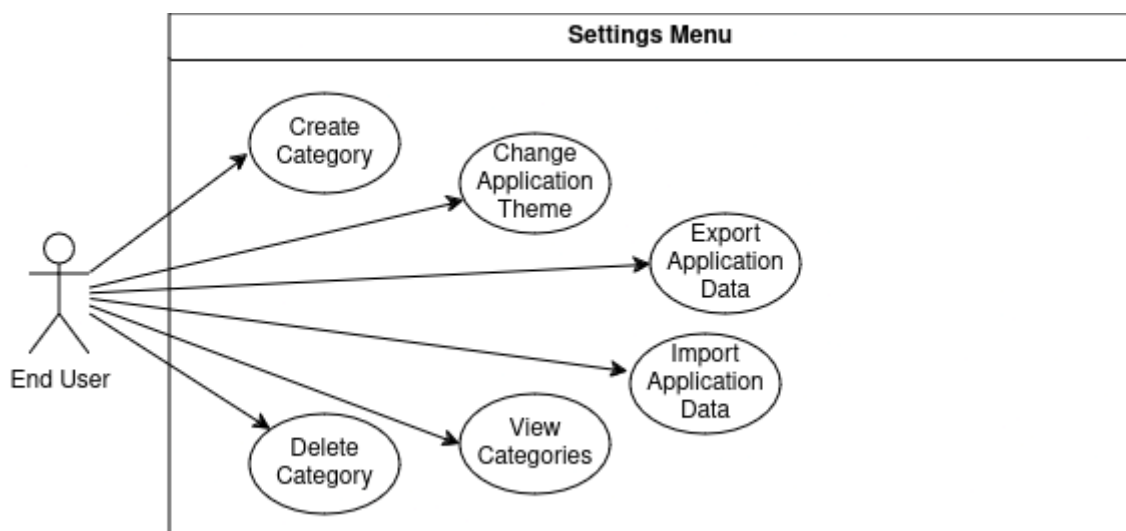 Settings Menu
Create
Category
Change
Application
Theme
Export
Application
Data
End User
Import
Application
Data
View
Categories
Delete
Category